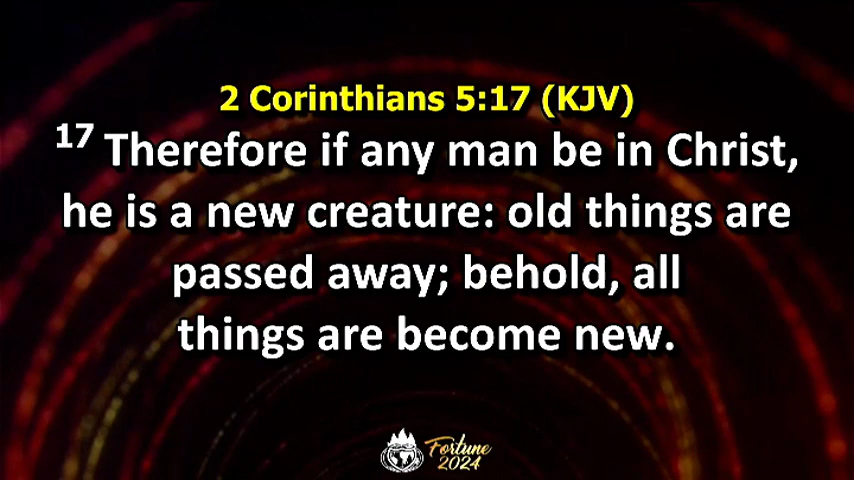 2 Corinthians 5:17 (KJV)
17 Therefore if any man be in Christ,
he is a new creature: old things are
passed away; behold, all
things are become new.
Fortune
2024